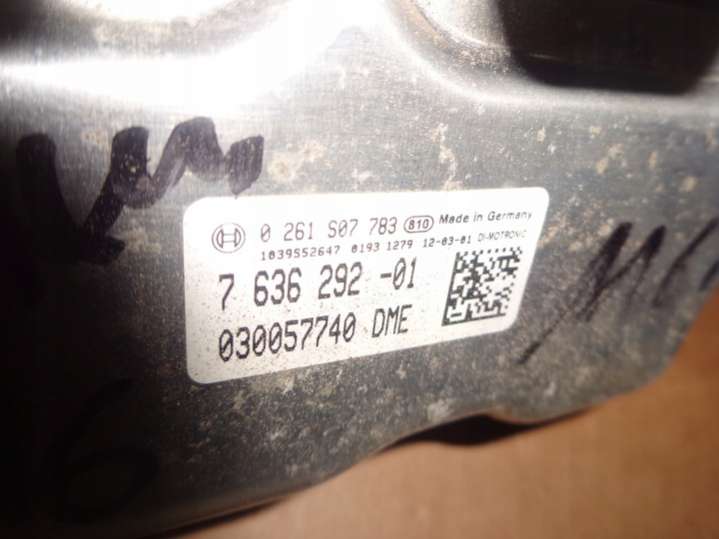 0 261 S07 783 810 Made in Germany
1039552647 0193 1279 12-03-01 DI-MOTRONIC
7 636 292 -01
030057740 DME
6